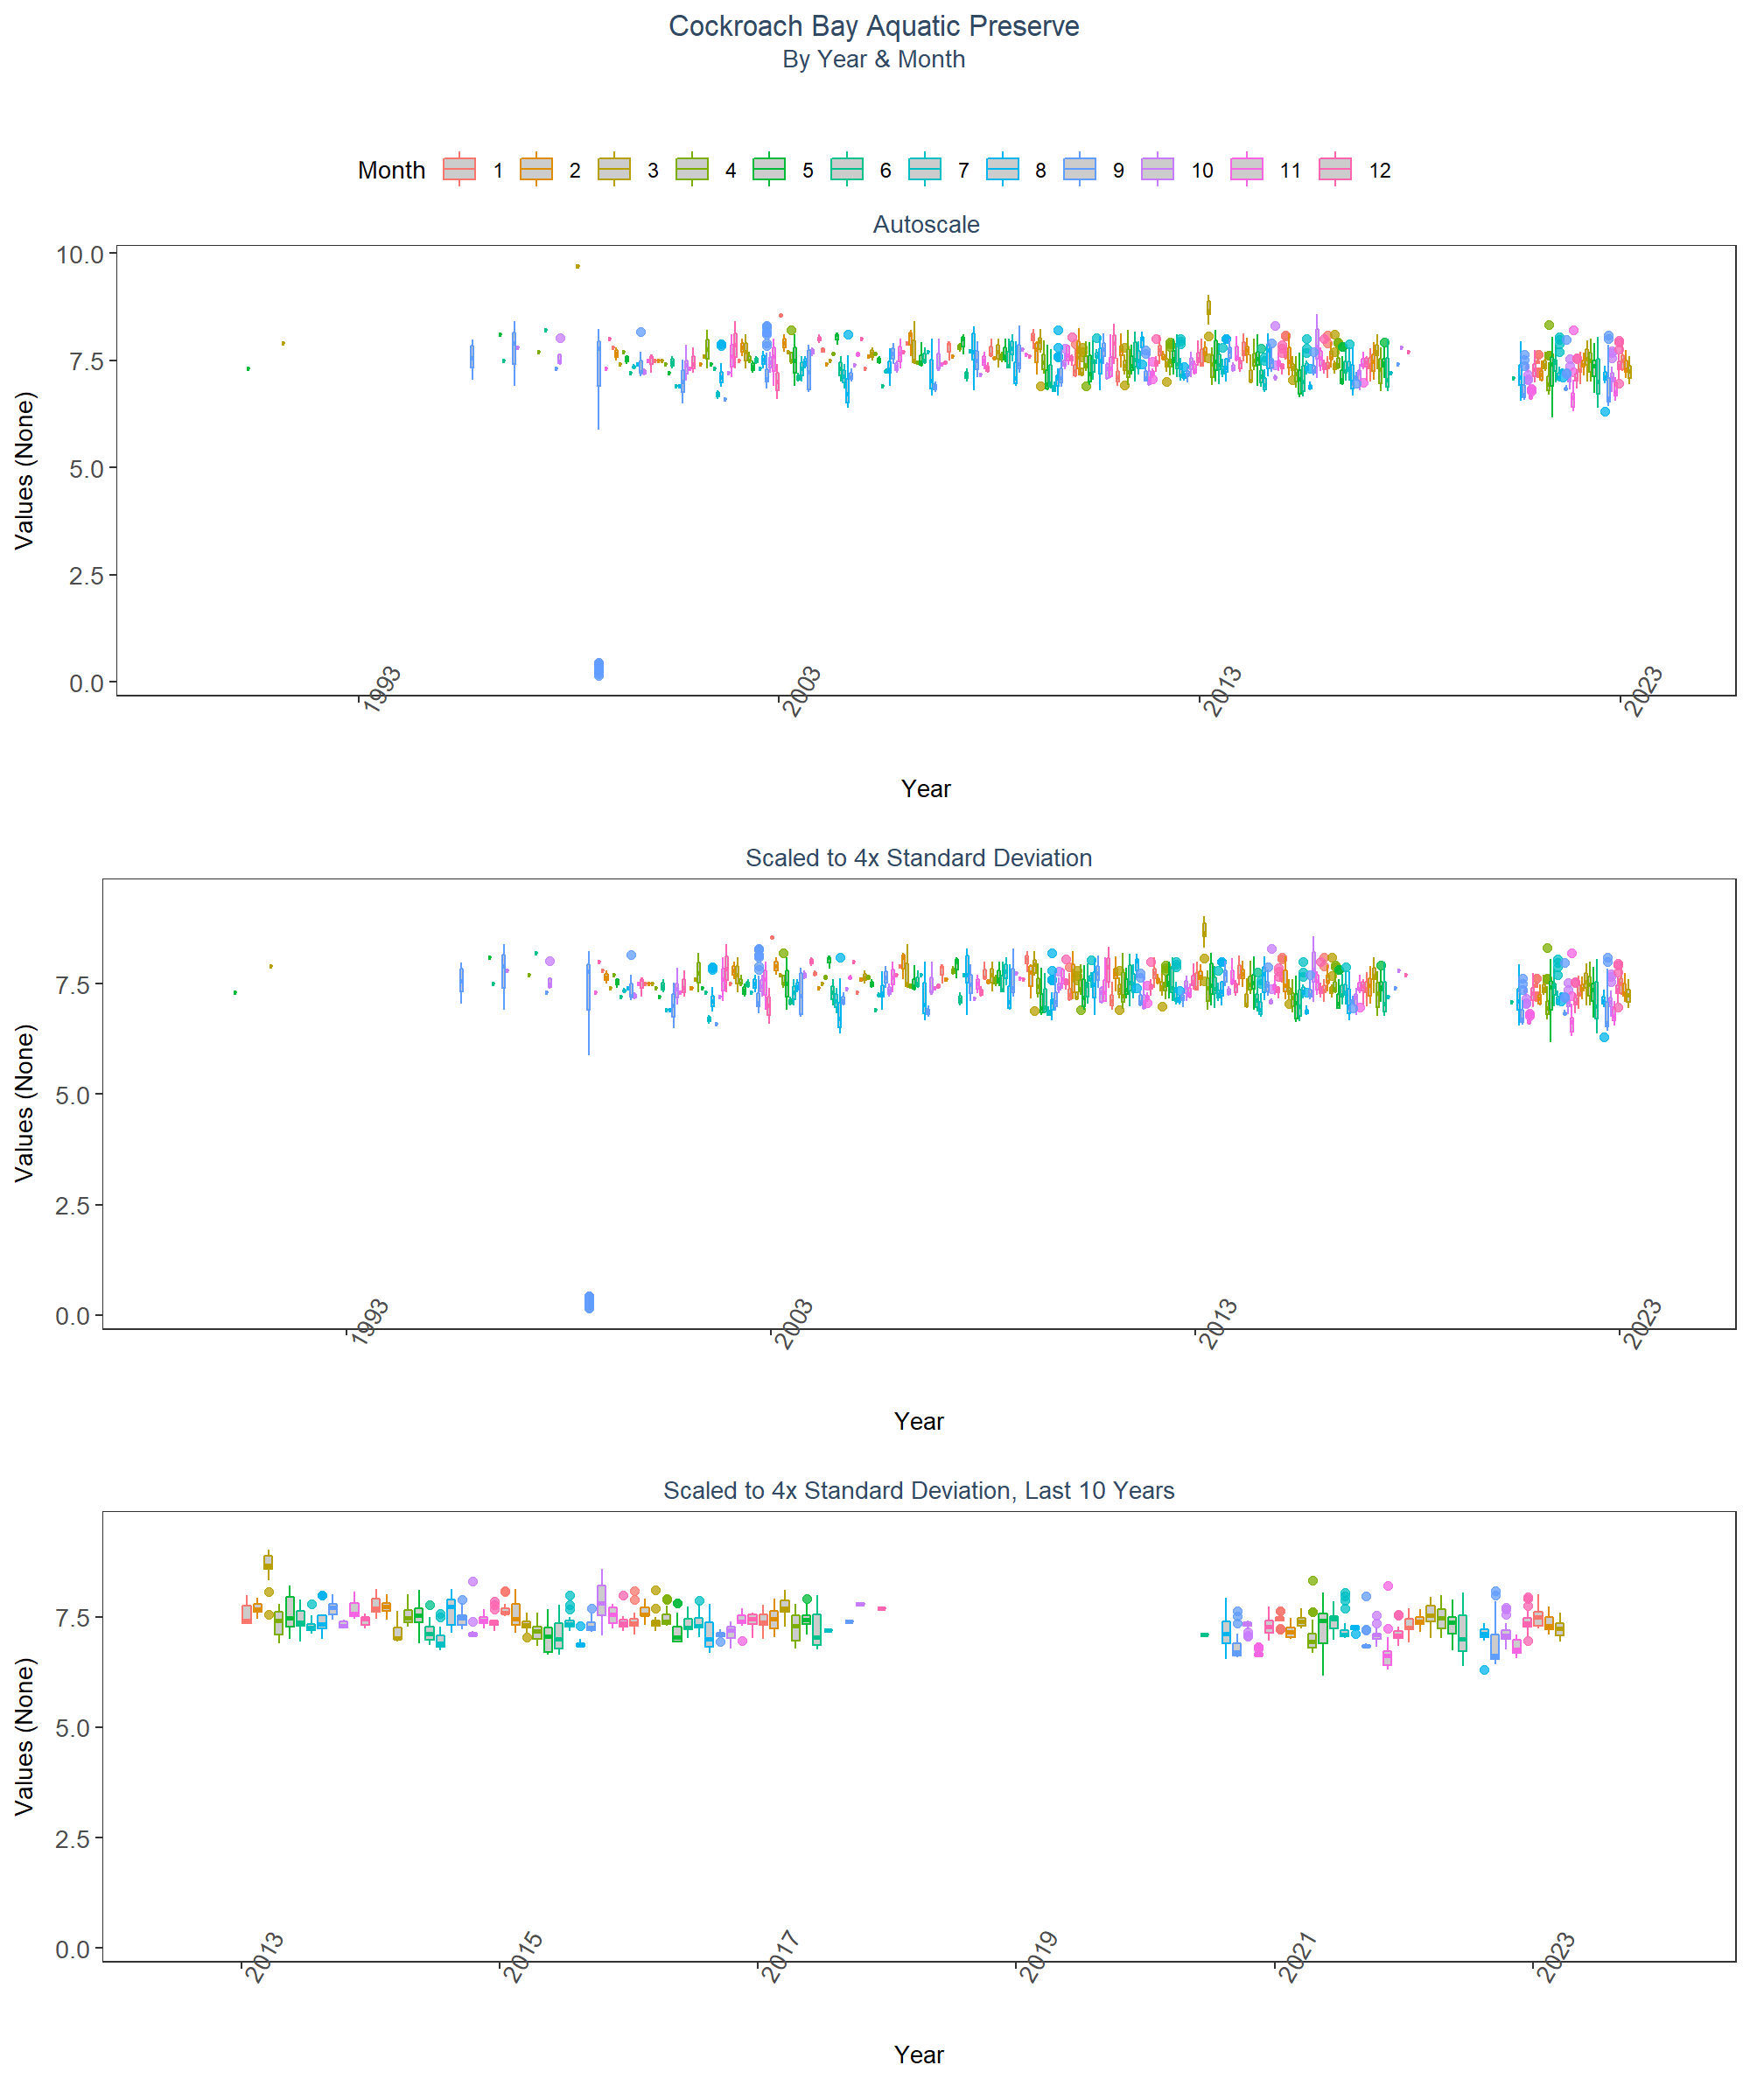 Cockroach Bay Aquatic Preserve
By Year & Month
Month 1 2 3 4 5 6 7 8 9 10 11 12
Autoscale
10.0
7.5
5.0
2.5
0.0
Values (None)
1993 2003 2013 2023
Year
Scaled to 4x Standard Deviation
7.5
5.0
2.5
0.0
Values (None)
1993 2003 2013 2023
Year
Scaled to 4x Standard Deviation, Last 10 Years
7.5
5.0
2.5
0.0
Values (None)
2013 2015 2017 2019 2021 2023
Year